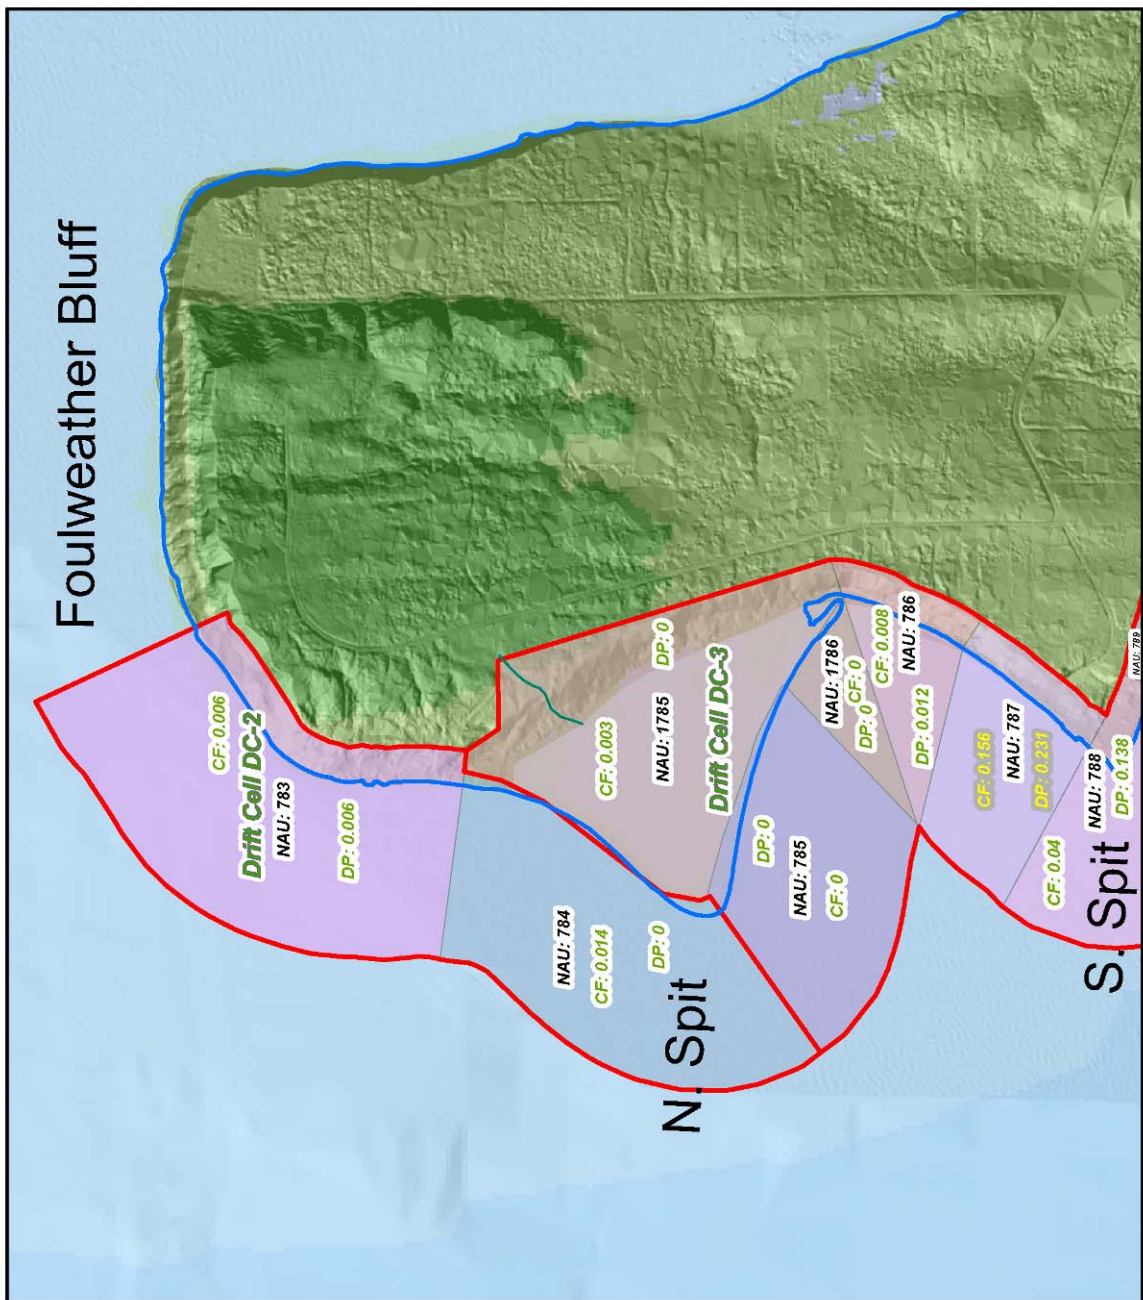 Foulweather Bluff
CF: 0.006
Drift Cell DC-2
NAU: 783
DP: 0.006
CF: 0.003
NAU: 1785
DP: 0
Drift Cell DC-3
NAU: 784
CF: 0.014
DP: 0
N. Spit
DP: 0
NAU: 785
CF: 0
NAU: 1786
CF: 0
DP: 0
CF: 0.008
NAU: 786
DP: 0.012
CF: 0.156
NAU: 787
DP: 0.231
CF: 0.04
NAU: 788
DP: 0.138
NAU: 789
S. Spit